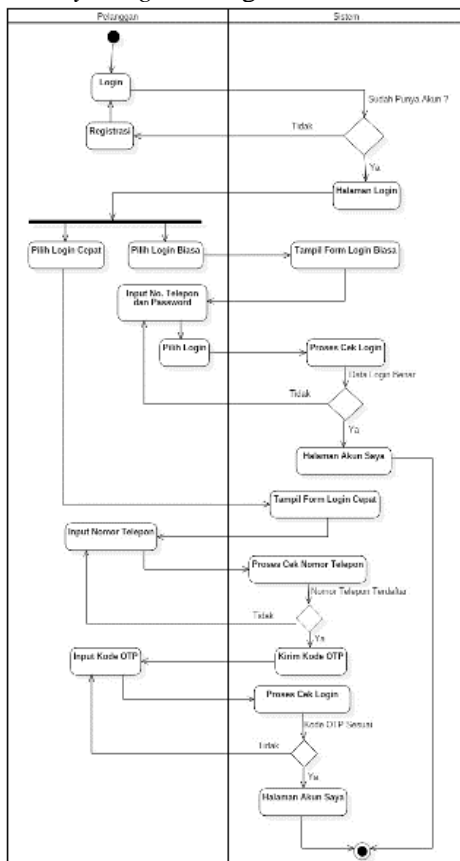 Pelanggan
Sistem
Login
Sudah Punya Akun ?
Registrasi
Tidak
Ya
Halaman Login
Pilih Login Cepat
Pilih Login Biasa
Tampil Form Login Biasa
Input No. Telepon
dan Password
Pilih Login
Proses Cek Login
Data Login Benar
Tidak
Ya
Halaman Akun Saya
Tampil Form Login Cepat
Input Nomor Telepon
Proses Cek Nomor Telepon
Nomor Telepon Terdaftar
Tidak
Ya
Input Kode OTP
Kirim Kode OTP
Proses Cek Login
Kode OTP Sesuai
Tidak
Ya
Halaman Akun Saya